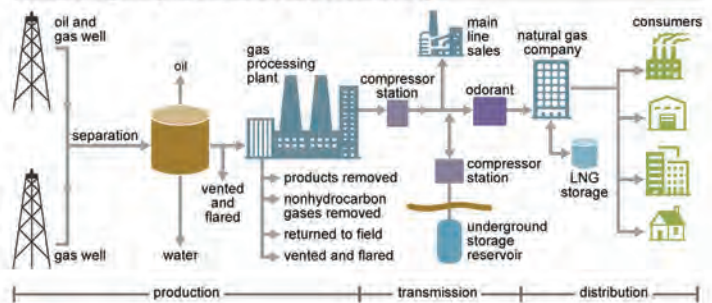 oil and
gas well
separation
gas well
oil
water
vented
and
flared
gas
processing
plant
products removed
nonhydrocarbon
gases removed
returned to field
vented and flared
compressor
station
main
line
sales
odorant
compressor
station
underground
storage
reservoir
natural gas
company
LNG
storage
consumers
production
transmission
distribution